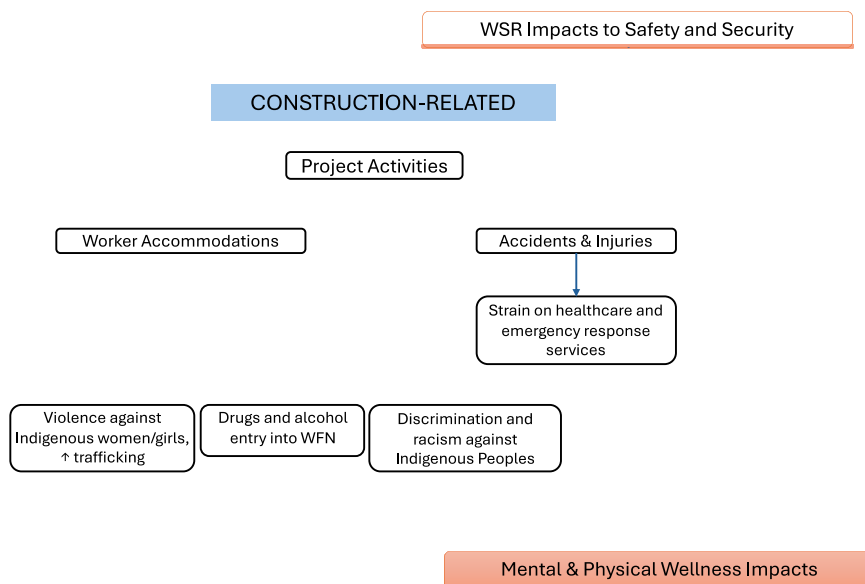 WSR Impacts to Safety and Security
CONSTRUCTION-RELATED
Project Activities
Worker Accommodations
Accidents & Injuries
Strain on healthcare and
emergency response
services
Violence against
Indigenous women/girls,
↑ trafficking
Drugs and alcohol
entry into WFN
Discrimination and
racism against
Indigenous Peoples
Mental & Physical Wellness Impacts